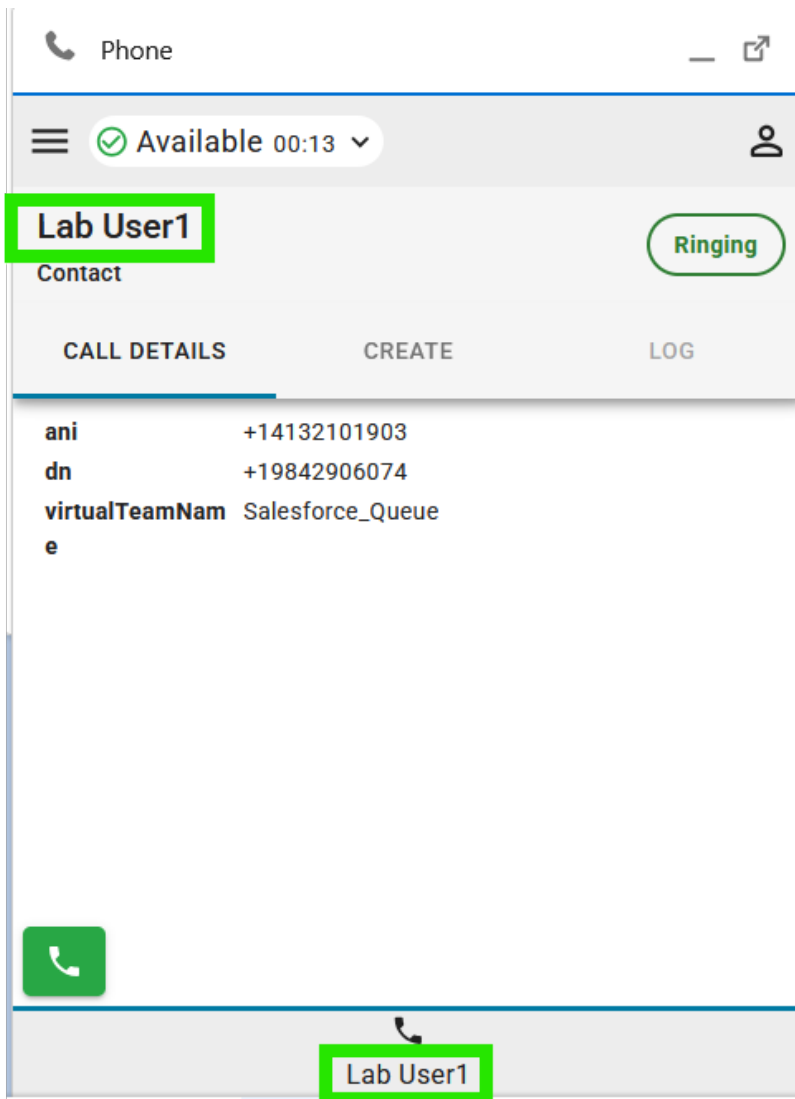 Phone
Available 00:13
Lab User1
Ringing
Contact
CALL DETAILS CREATE LOG
ani +14132101903
dn +19842906074
virtualTeamNam Salesforce_Queue
e
Lab User1